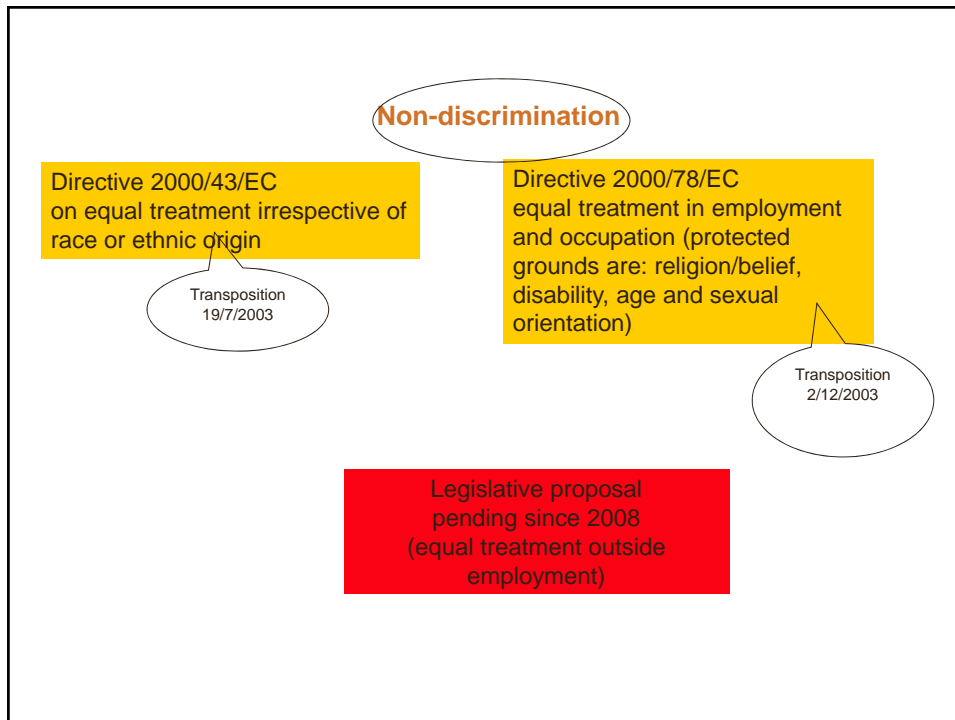 Non-discrimination
Directive 2000/43/EC
on equal treatment irrespective of
race or ethnic origin
Transposition
19/7/2003
Directive 2000/78/EC
equal treatment in employment
and occupation (protected
grounds are: religion/belief,
disability, age and sexual
orientation)
Transposition
2/12/2003
Legislative proposal
pending since 2008
(equal treatment outside
employment)